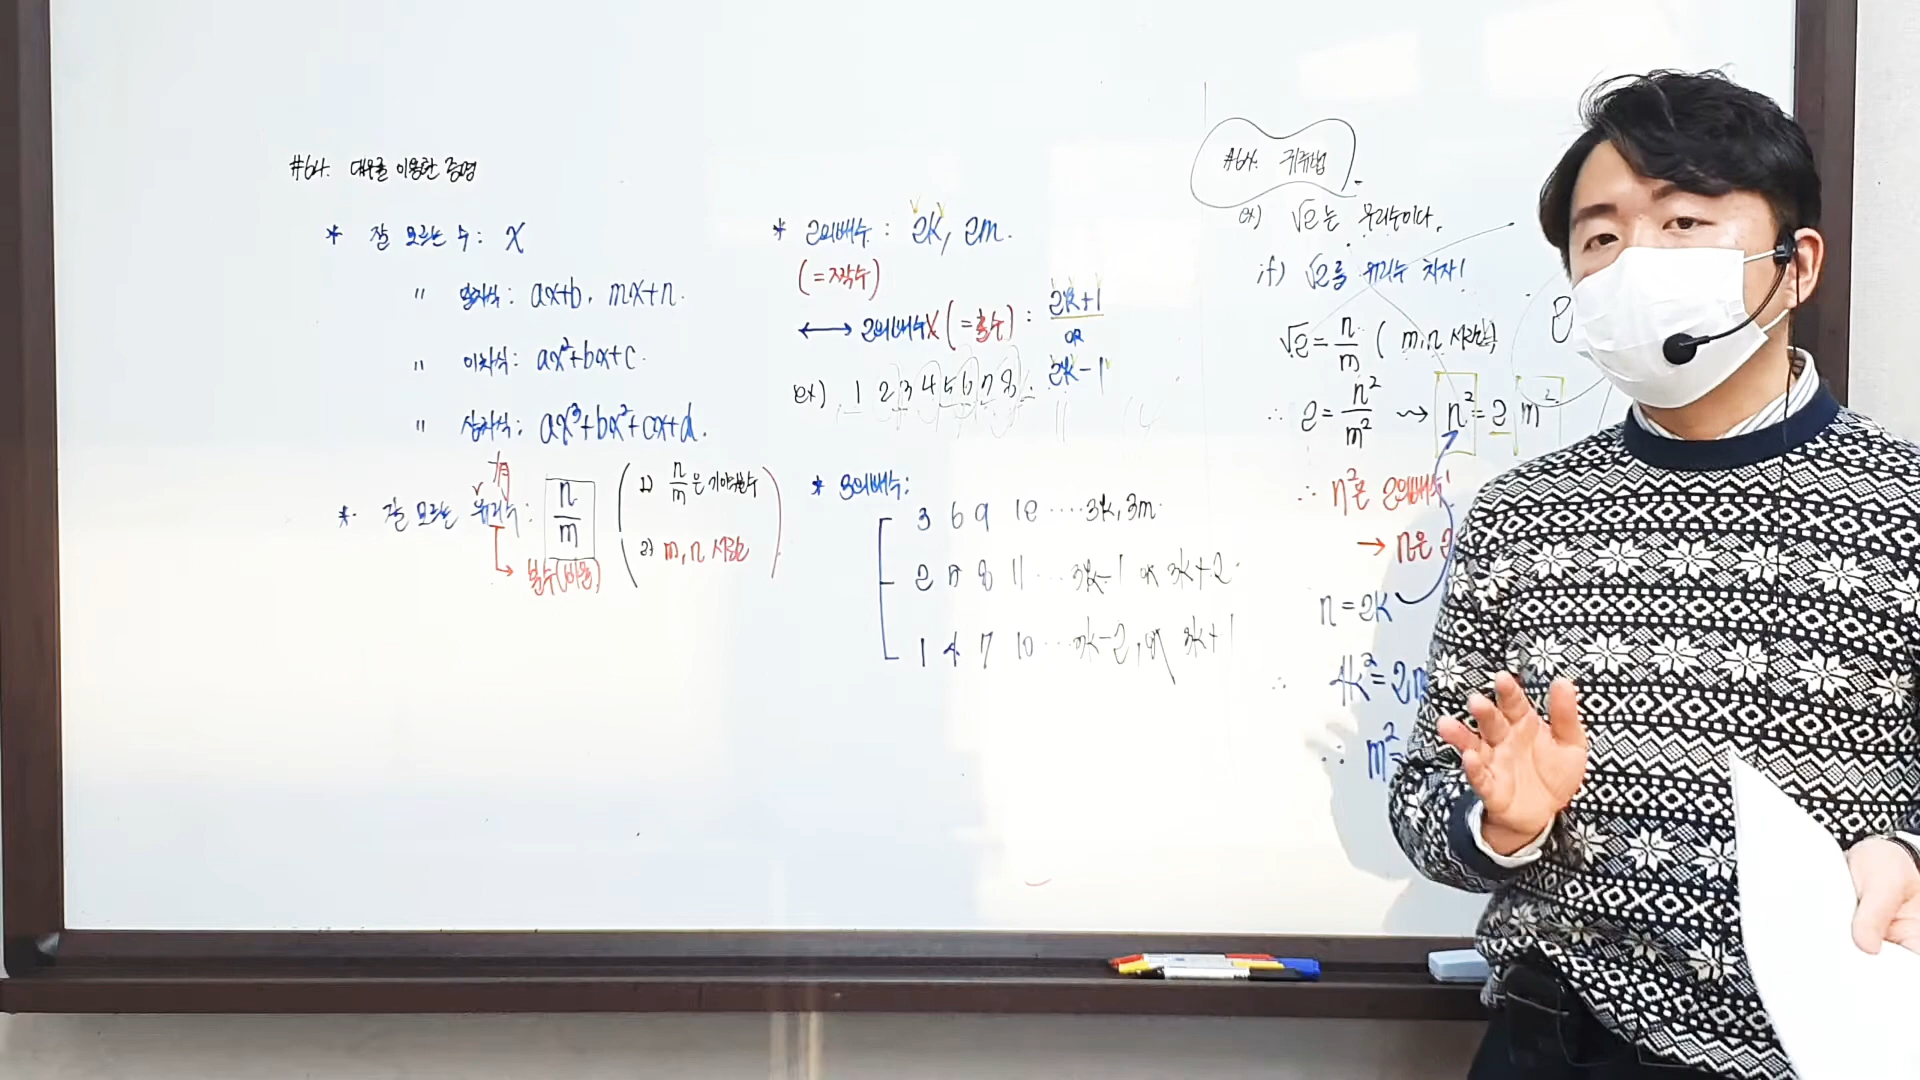 #64. 대우를 이용한 증명
* 잘 모르는 수 : x
" 일차식 : ax+b, mx+n.
" 이차식 : ax²+bx+c.
" 삼차식 : ax³+bx²+cx+d.
有
* 잘 모르는 유리수 : n/m
1) n/m은 기약분수
2) m, n 서로소
분수(비율)
* 2의배수 : 2k, 2m.
(=짝수)
↔ 2의배수X (=홀수) : 2k+1
or
2k-1
ex) 1 2 3 4 5 6 7 8
* 3의배수 :
3 6 9 12 ···· 3k, 3m
2 5 8 11 ··· 3k-1 or 3k+2
1 4 7 10 ··· 3k-2, or 3k+1
#64. 귀류법
ex) √2는 무리수이다.
if) √2를 유리수 치자!
√2 = n/m (m, n 서로소)
∴ 2 = n²/m² ⇝ n² = 2m²
∴ n²은 2의배수!
→ n은 2
n = 2k
∴ 4k² = 2m
∴ m² =